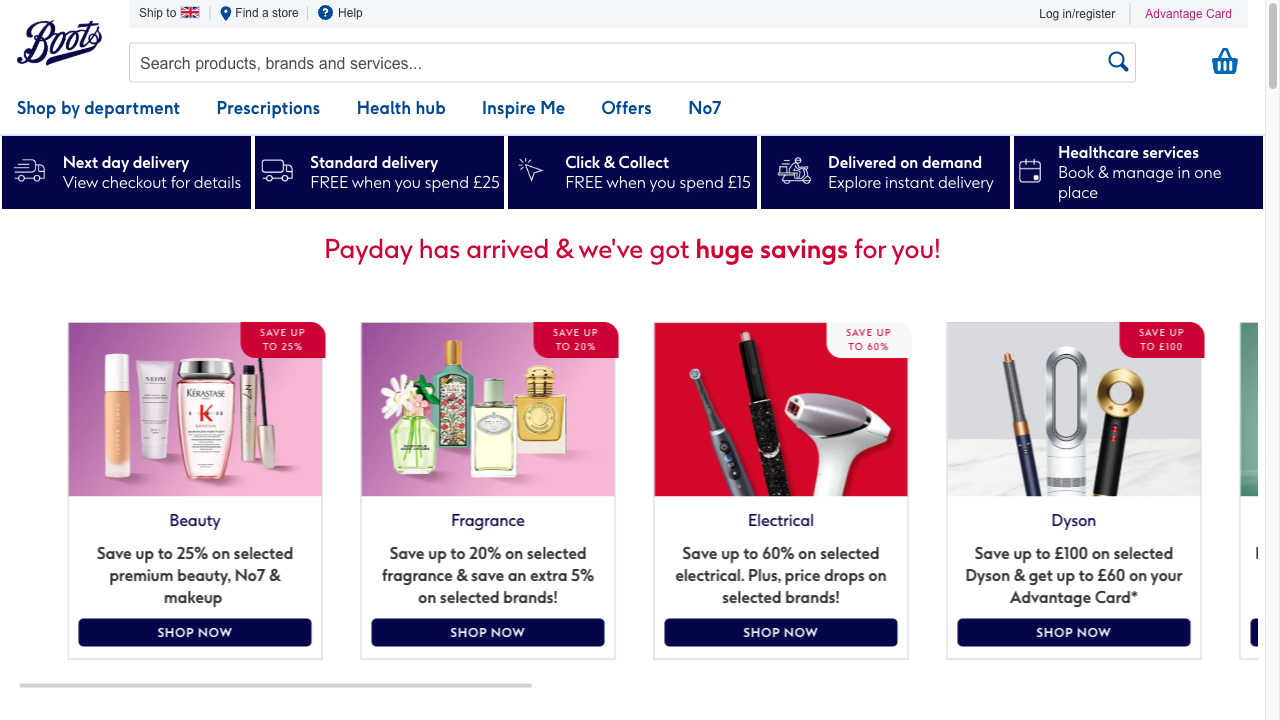 Boots
Ship to
Find a store
Help
Log in/register
Advantage Card
Search products, brands and services...
Shop by department
Prescriptions
Health hub
Inspire Me
Offers
No7
Next day delivery
View checkout for details
Standard delivery
FREE when you spend £25
Click & Collect
FREE when you spend £15
Delivered on demand
Explore instant delivery
Healthcare services
Book & manage in one
place
Payday has arrived & we've got huge savings for you!
SAVE UP
TO 25%
NEOM
KÉRASTASE
GENESIS
N7
Beauty
Save up to 25% on selected
premium beauty, No7 &
makeup
SHOP NOW
SAVE UP
TO 20%
Fragrance
Save up to 20% on selected
fragrance & save an extra 5%
on selected brands!
SHOP NOW
SAVE UP
TO 60%
Electrical
Save up to 60% on selected
electrical. Plus, price drops on
selected brands!
SHOP NOW
SAVE UP
TO £100
Dyson
Save up to £100 on selected
Dyson & get up to £60 on your
Advantage Card*
SHOP NOW